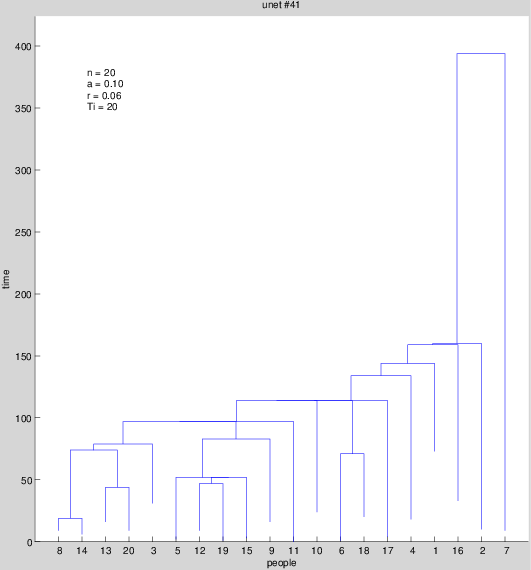 unet #41
n = 20
a = 0.10
r = 0.06
Ti = 20
400
350
300
250
200
150
100
50
0
time
8 14 13 20 3 5 12 19 15 9 11 10 6 18 17 4 1 16 2 7
people